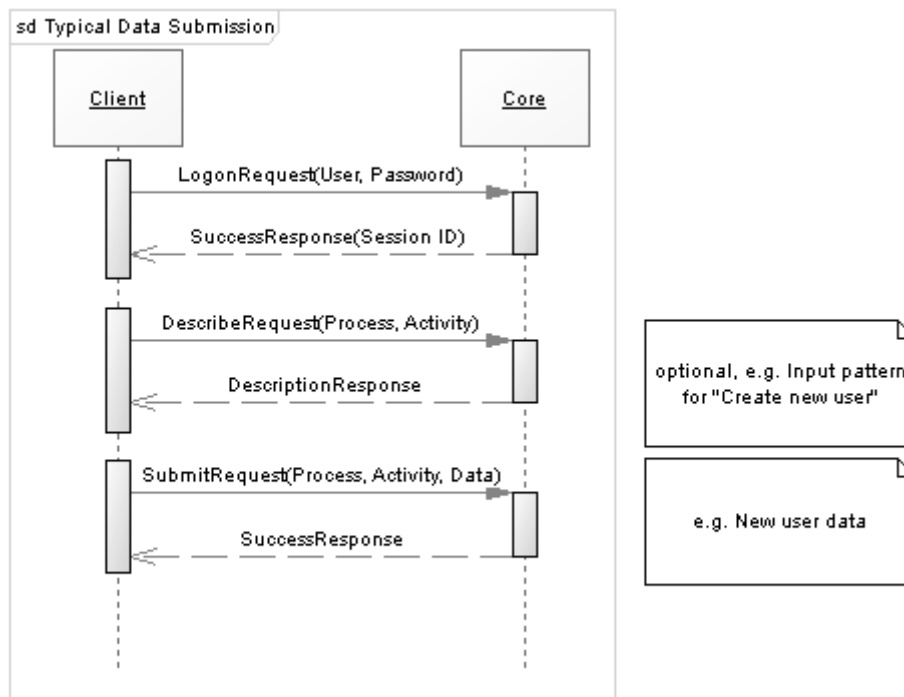 sd Typical Data Submission
Client
Core
LogonRequest(User, Password)
SuccessResponse(Session ID)
DescribeRequest(Process, Activity)
DescriptionResponse
optional, e.g. Input pattern
for "Create new user"
SubmitRequest(Process, Activity, Data)
SuccessResponse
e.g. New user data